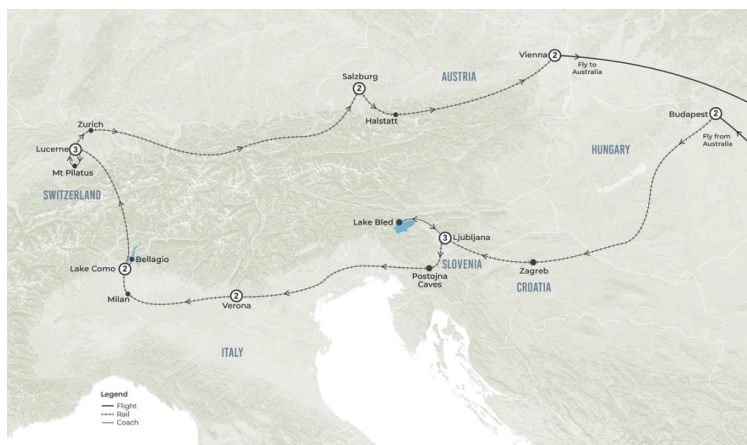 Vienna
2
Fly to
Australia
AUSTRIA
Salzburg
2
Halstatt
Budapest
2
Fly from
Australia
HUNGARY
Zurich
Lucerne
3
Mt Pilatus
SWITZERLAND
Lake Bled
3
Ljubljana
SLOVENIA
Zagreb
CROATIA
Postojna
Caves
Bellagio
Lake Como
2
Milan
2
Verona
ITALY
Legend
Flight
Rail
Coach